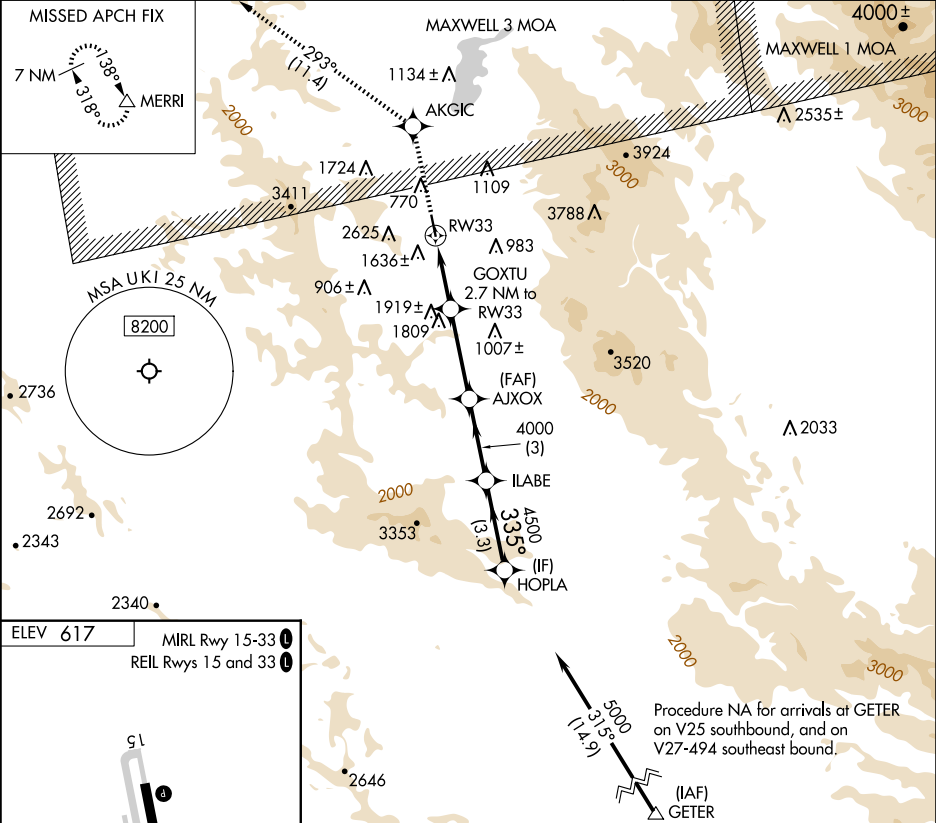 MISSED APCH FIX
138°
7 NM
318°
MERRI
MAXWELL 3 MOA
4000 ±
MAXWELL 1 MOA
293°
(11.4)
1134 ±
AKGIC
2000
2535 ±
3000
1724
3924
3000
1109
770
3411
3788
RW33
2625
983
1636 ±
GOXTU
2.7 NM to
RW33
MSA UKI 25 NM
906 ±
1919 ±
1809
8200
1007 ±
3520
(FAF)
AJXOX
2736
2000
4000
(3)
2033
ILABE
2000
2692
4500
335°
(3.3)
3353
2343
(IF)
HOPLA
2340
ELEV 617
MIRL Rwy 15-33 L
REIL Rwys 15 and 33 L
2000
3000
5000
315°
(14.9)
Procedure NA for arrivals at GETER
on V25 southbound, and on
V27-494 southeast bound.
15
P
2646
(IAF)
GETER